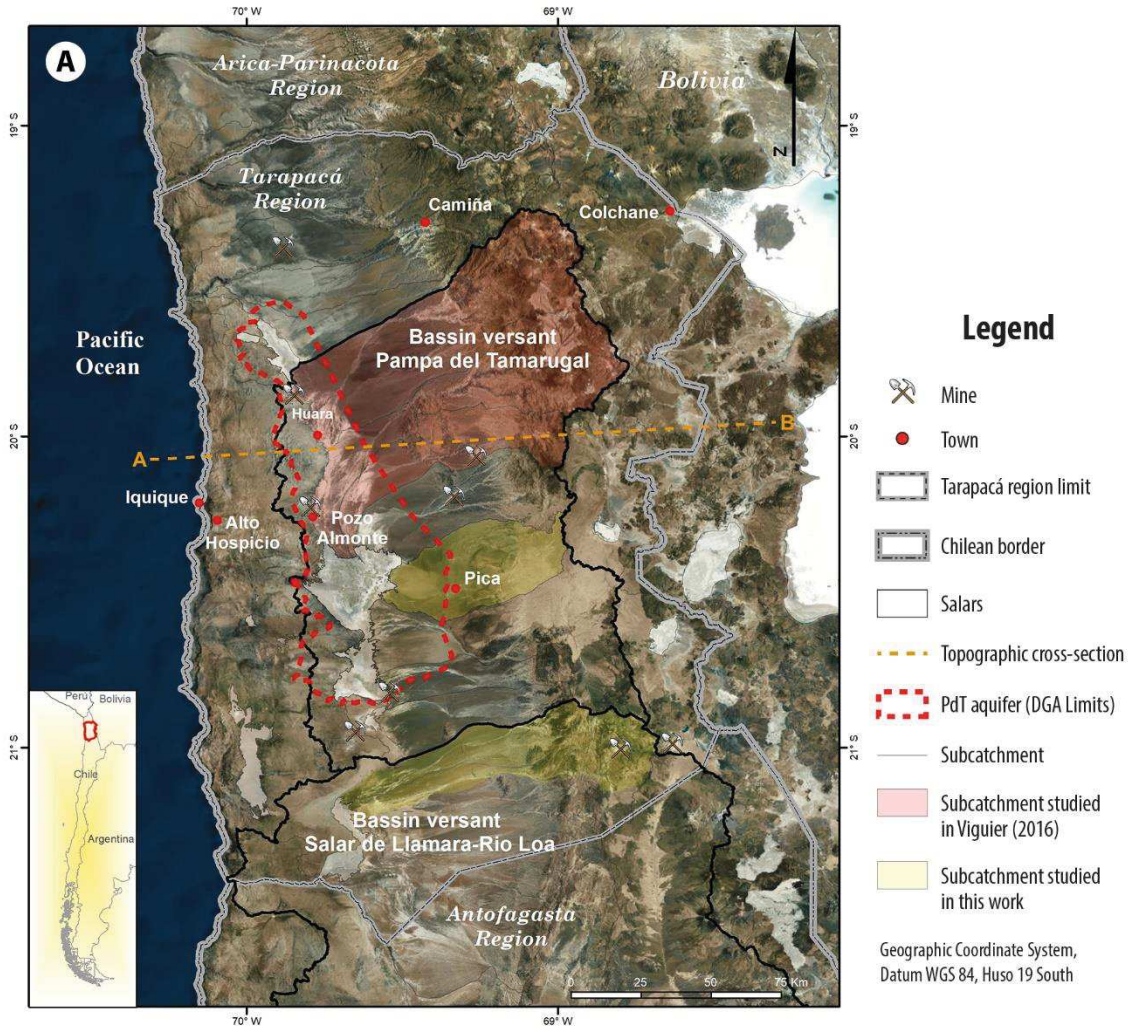 70° W
69° W
A
Arica-Parinacota
Region
Bolivia
19° S
19° S
N
Tarapacá
Region
Camiña
Colchane
Pacific
Ocean
Bassin versant
Pampa del Tamarugal
Huara
20° S
20° S
A
B
Iquique
Alto
Hospicio
Pozo
Almonte
Pica
21° S
21° S
Bassin versant
Salar de Llamara-Rio Loa
Antofagasta
Region
Perú
Bolivia
Chile
Argentina
0
25
50
75 Km
70° W
69° W
Legend
Mine
Town
Tarapacá region limit
Chilean border
Salars
Topographic cross-section
PdT aquifer (DGA Limits)
Subcatchment
Subcatchment studied
in Viguier (2016)
Subcatchment studied
in this work
Geographic Coordinate System,
Datum WGS 84, Huso 19 South